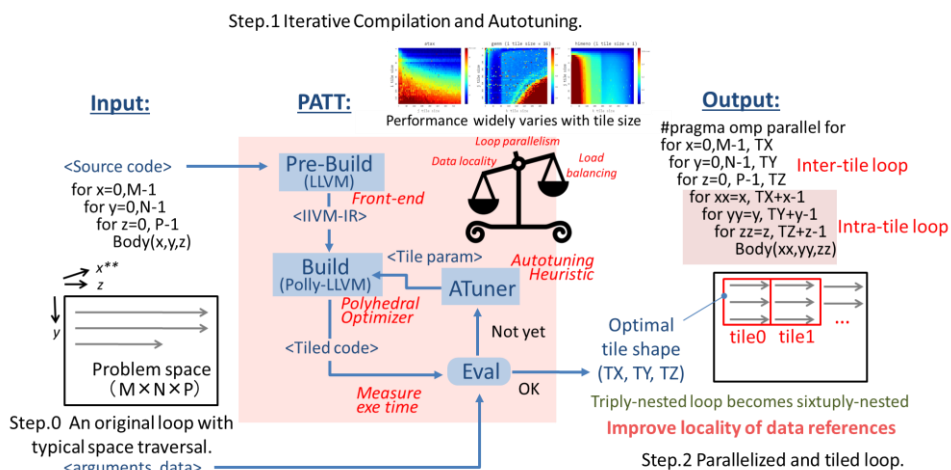 Step.1 Iterative Compilation and Autotuning.
Performance widely varies with tile size
Input:
<Source code>
for x=0,M-1
for y=0,N-1
for z=0, P-1
Body(x,y,z)
x**
z
y
Problem space
(M×N×P)
Step.0 An original loop with
typical space traversal.
<arguments, data>
PATT:
Pre-Build
(LLVM)
Front-end
<IIVM-IR>
Build
(Polly-LLVM)
Polyhedral
Optimizer
<Tiled code>
Measure
exe time
Loop parallelism
Data locality
Load
balancing
<Tile param>
Autotuning
Heuristic
ATuner
Not yet
Eval
OK
Optimal
tile shape
(TX, TY, TZ)
Output:
#pragma omp parallel for
for x=0,M-1, TX
for y=0,N-1, TY
for z=0, P-1, TZ
for xx=x, TX+x-1
for yy=y, TY+y-1
for zz=z, TZ+z-1
Body(xx,yy,zz)
Inter-tile loop
Intra-tile loop
tile0 tile1 ...
Triply-nested loop becomes sixtuply-nested
Improve locality of data references
Step.2 Parallelized and tiled loop.